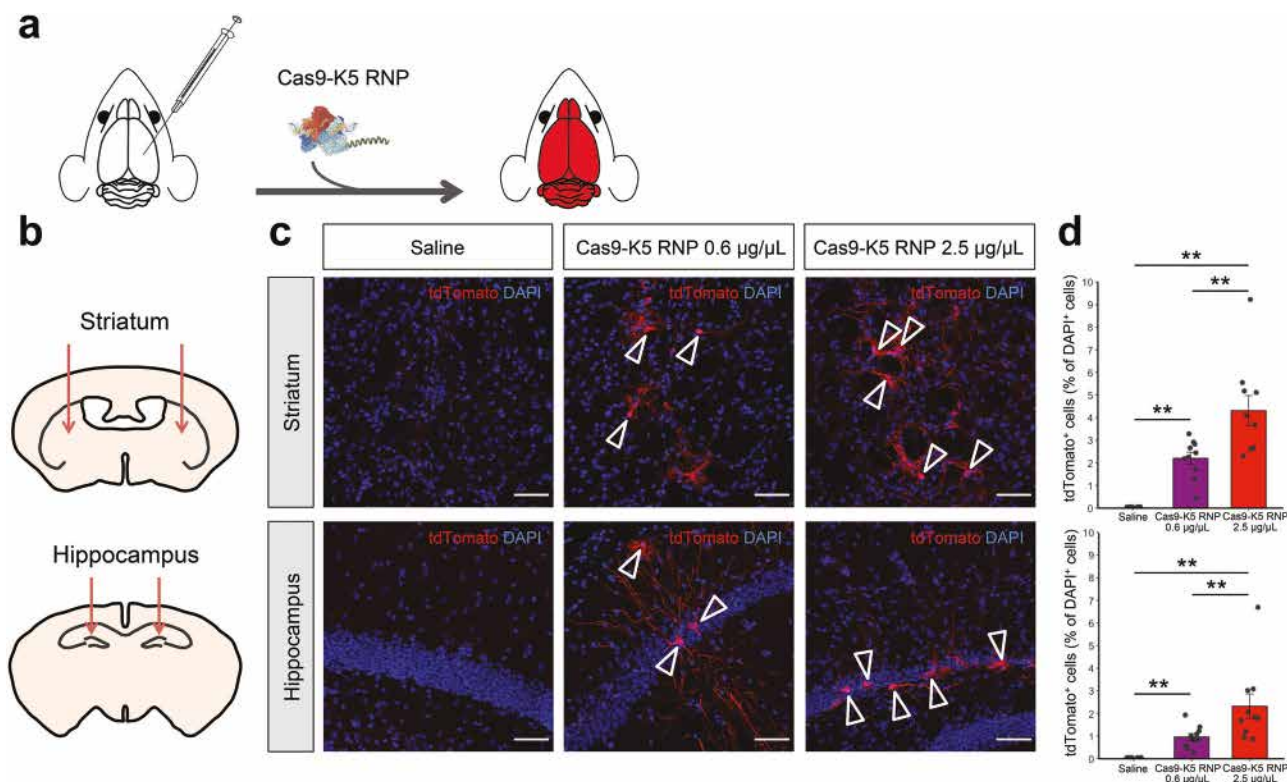 a
Cas9-K5 RNP
b
Striatum
Hippocampus
c
Saline
Cas9-K5 RNP 0.6 µg/µL
Cas9-K5 RNP 2.5 µg/µL
Striatum
tdTomato DAPI
tdTomato DAPI
tdTomato DAPI
Hippocampus
tdTomato DAPI
tdTomato DAPI
tdTomato DAPI
d
**
**
**
tdTomato⁺ cells (% of DAPI⁺ cells)
10
9
8
7
6
5
4
3
2
1
0
Saline
Cas9-K5 RNP
0.6 µg/µL
Cas9-K5 RNP
2.5 µg/µL
**
**
**
tdTomato⁺ cells (% of DAPI⁺ cells)
10
9
8
7
6
5
4
3
2
1
0
Saline
Cas9-K5 RNP
0.6 µg/µL
Cas9-K5 RNP
2.5 µg/µL